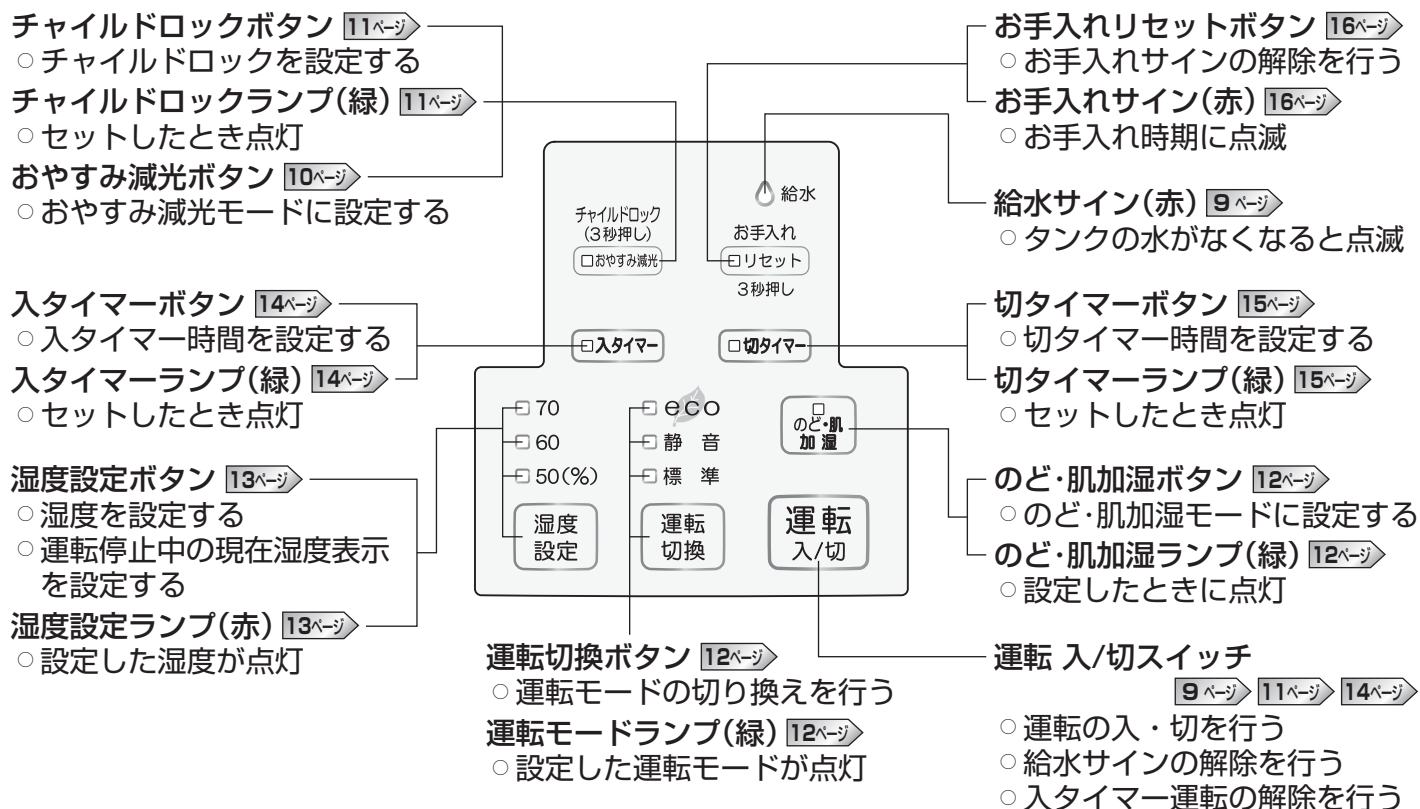 チャイルドロックボタン 11ページ
○チャイルドロックを設定する
チャイルドロックランプ(緑) 11ページ
○セットしたとき点灯
おやすみ減光ボタン 10ページ
○おやすみ減光モードに設定する
入タイマーボタン 14ページ
○入タイマー時間を設定する
入タイマーランプ(緑) 14ページ
○セットしたとき点灯
湿度設定ボタン 13ページ
○湿度を設定する
○運転停止中の現在湿度表示
を設定する
湿度設定ランプ(赤) 13ページ
○設定した湿度が点灯
給水
チャイルドロック
(3秒押し)
おやすみ減光
お手入れ
リセット
3秒押し
入タイマー
切タイマー
70
60
50(%)
湿度
設定
eco
静 音
標 準
運転
切換
のど・肌
加湿
運転
入/切
運転切換ボタン 12ページ
○運転モードの切り換えを行う
運転モードランプ(緑) 12ページ
○設定した運転モードが点灯
お手入れリセットボタン 16ページ
○お手入れサインの解除を行う
お手入れサイン(赤) 16ページ
○お手入れ時期に点滅
給水サイン(赤) 9ページ
○タンクの水がなくなると点滅
切タイマーボタン 15ページ
○切タイマー時間を設定する
切タイマーランプ(緑) 15ページ
○セットしたとき点灯
のど・肌加湿ボタン 12ページ
○のど・肌加湿モードに設定する
のど・肌加湿ランプ(緑) 12ページ
○設定したときに点灯
運転 入/切スイッチ
9ページ 11ページ 14ページ
○運転の入・切を行う
○給水サインの解除を行う
○入タイマー運転の解除を行う